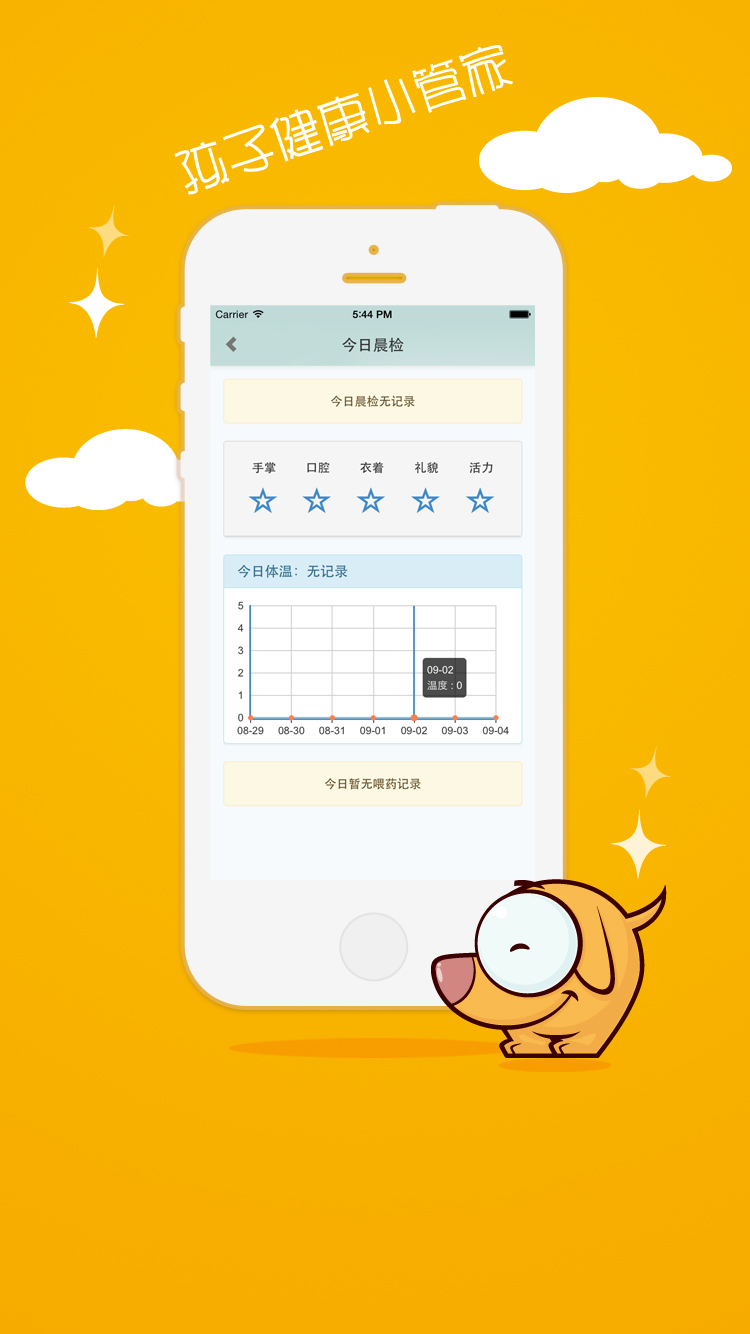 孩子健康小管家
Carrier 5:44 PM
今日晨检
今日晨检无记录
手掌 口腔 衣着 礼貌 活力
今日体温：无记录
5
4
3
2
1
0
09-02
温度 : 0
08-29 08-30 08-31 09-01 09-02 09-03 09-04
今日暂无喂药记录